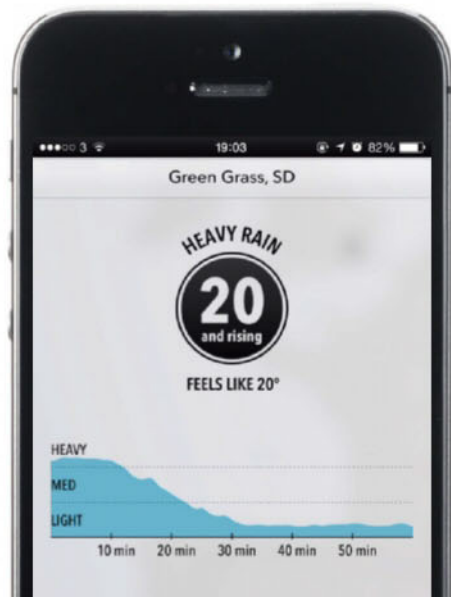 ●●●○○ 3 19:03 82%
Green Grass, SD
HEAVY RAIN
20
and rising
FEELS LIKE 20°
HEAVY
MED
LIGHT
10 min 20 min 30 min 40 min 50 min